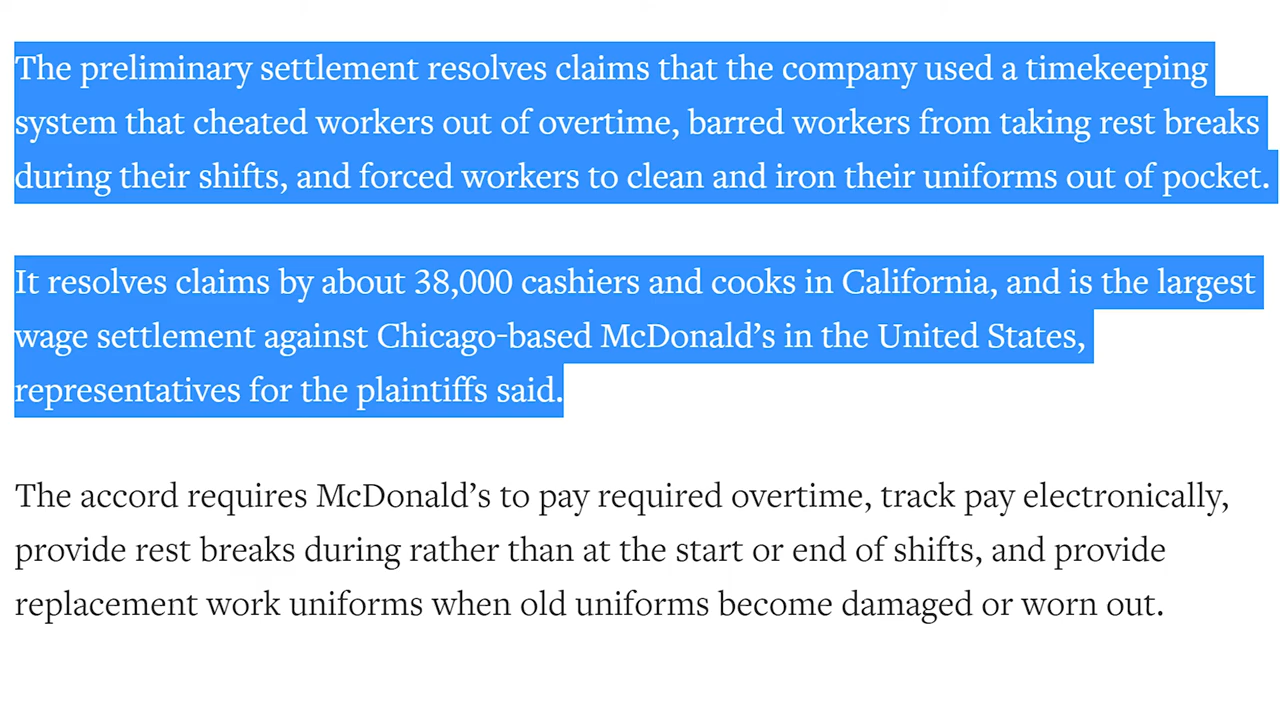 The preliminary settlement resolves claims that the company used a timekeeping
system that cheated workers out of overtime, barred workers from taking rest breaks
during their shifts, and forced workers to clean and iron their uniforms out of pocket.
It resolves claims by about 38,000 cashiers and cooks in California, and is the largest
wage settlement against Chicago-based McDonald’s in the United States,
representatives for the plaintiffs said.
The accord requires McDonald’s to pay required overtime, track pay electronically,
provide rest breaks during rather than at the start or end of shifts, and provide
replacement work uniforms when old uniforms become damaged or worn out.